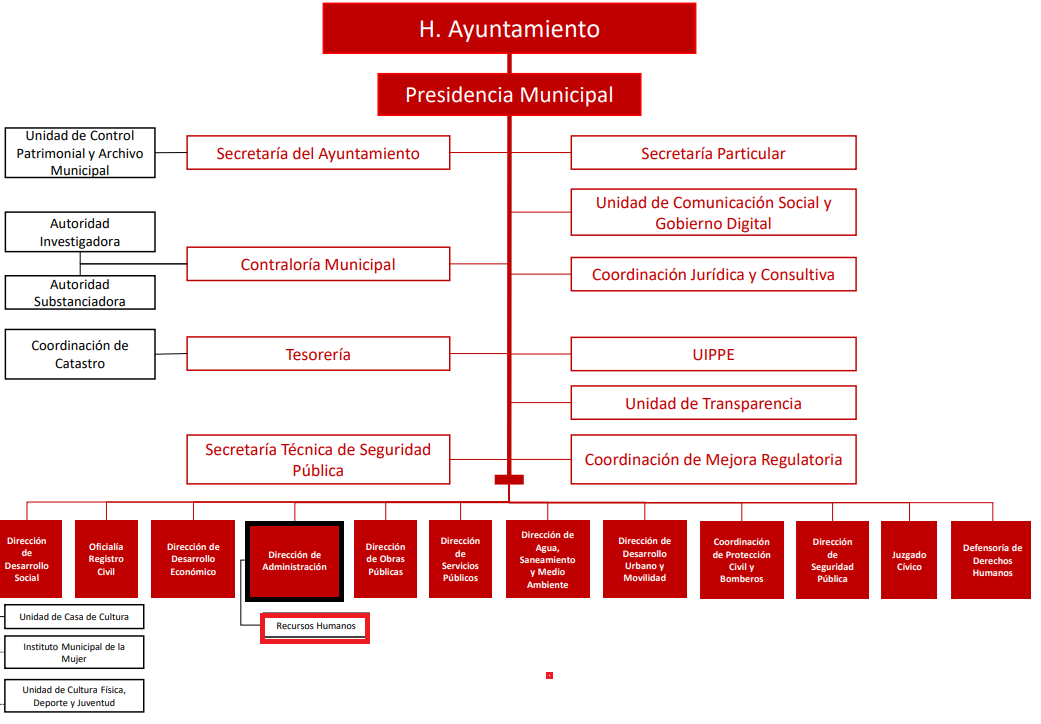 H. Ayuntamiento
Presidencia Municipal
Unidad de Control
Patrimonial y Archivo
Municipal
Secretaría del Ayuntamiento
Secretaría Particular
Unidad de Comunicación Social y
Gobierno Digital
Autoridad
Investigadora
Contraloría Municipal
Coordinación Jurídica y Consultiva
Autoridad
Substanciadora
Coordinación de
Catastro
Tesorería
UIPPE
Unidad de Transparencia
Secretaría Técnica de Seguridad
Pública
Coordinación de Mejora Regulatoria
Dirección
de
Desarrollo
Social
Oficialía
Registro
Civil
Dirección de
Desarrollo
Económico
Dirección de
Administración
Dirección
de Obras
Públicas
Dirección
de
Servicios
Públicos
Dirección de
Agua,
Saneamiento
y Medio
Ambiente
Dirección de
Desarrollo
Urbano y
Movilidad
Coordinación
de Protección
Civil y
Bomberos
Dirección
de
Seguridad
Pública
Juzgado
Cívico
Defensoría de
Derechos
Humanos
Unidad de Casa de Cultura
Instituto Municipal de la
Mujer
Unidad de Cultura Física,
Deporte y Juventud
Recursos Humanos